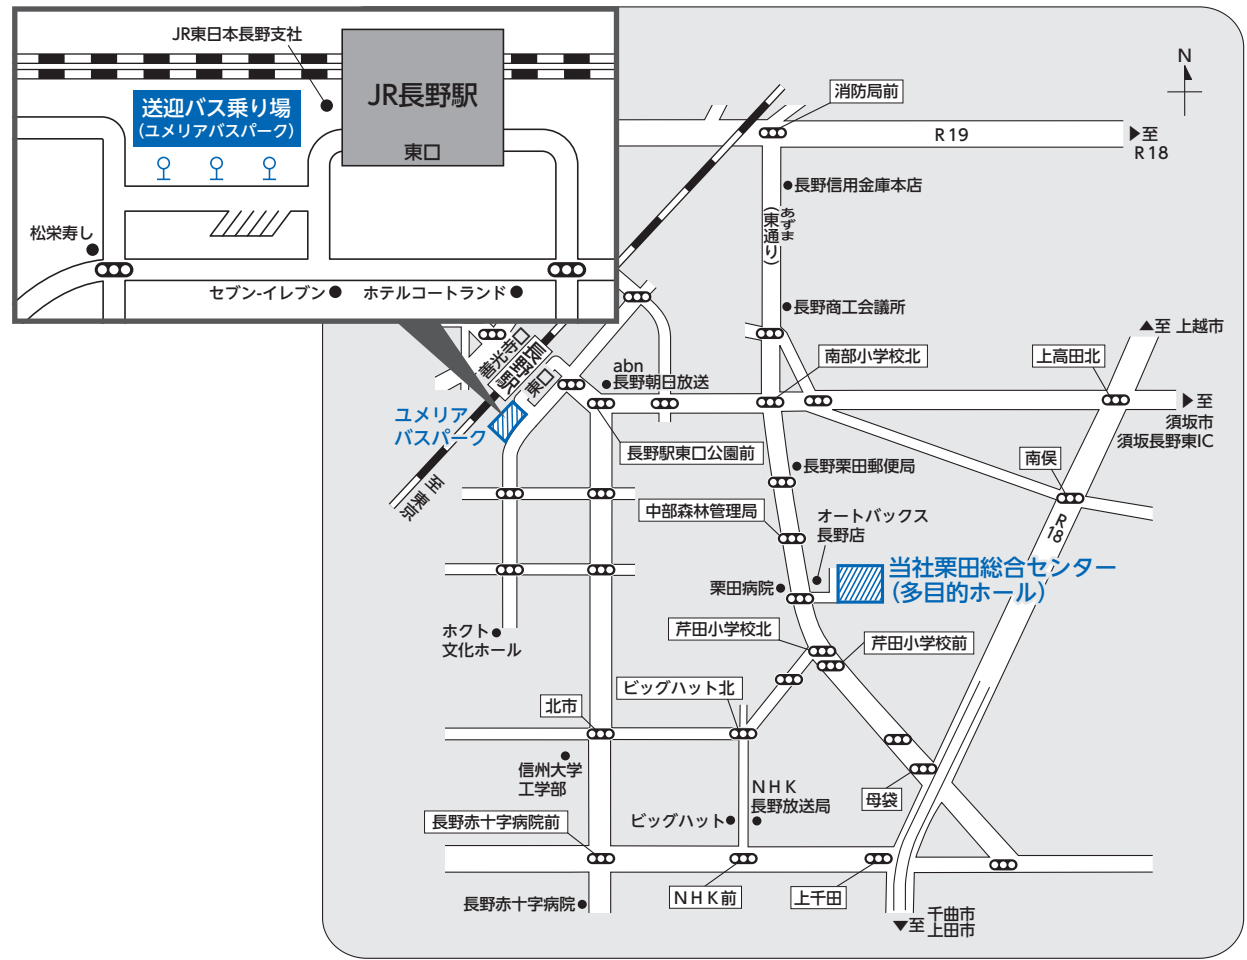 JR東日本長野支社
JR長野駅
東口
送迎バス乗り場
(ユメリアバスパーク)
松栄寿し
セブン-イレブン
ホテルコートランド
N
消防局前
R19
至
R18
長野信用金庫本店
あずま
(東通り)
長野商工会議所
至 上越市
南部小学校北
上高田北
善光寺口
長野駅
東口
abn
長野朝日放送
至
須坂市
須坂長野東IC
ユメリア
バスパーク
長野駅東口公園前
長野栗田郵便局
南俣
至東京
中部森林管理局
オートバックス
長野店
R
18
当社栗田総合センター
(多目的ホール)
栗田病院
ホクト
文化ホール
芹田小学校北
芹田小学校前
ビッグハット北
北市
信州大学
工学部
NHK
長野放送局
母袋
長野赤十字病院前
ビッグハット
長野赤十字病院
NHK前
上千田
至
千曲市
上田市